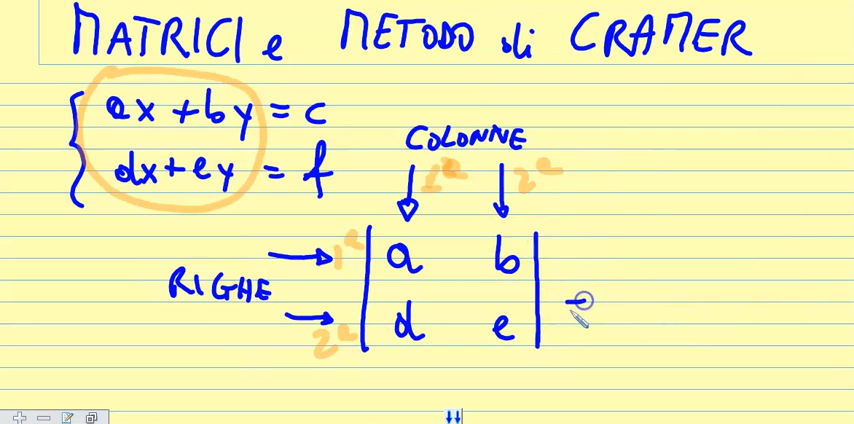 MATRICI e METODO di CRAMER
ax + by = c
dx + ey = f
COLONNE
1ª 2ª
RIGHE
1ª a b
2ª d e